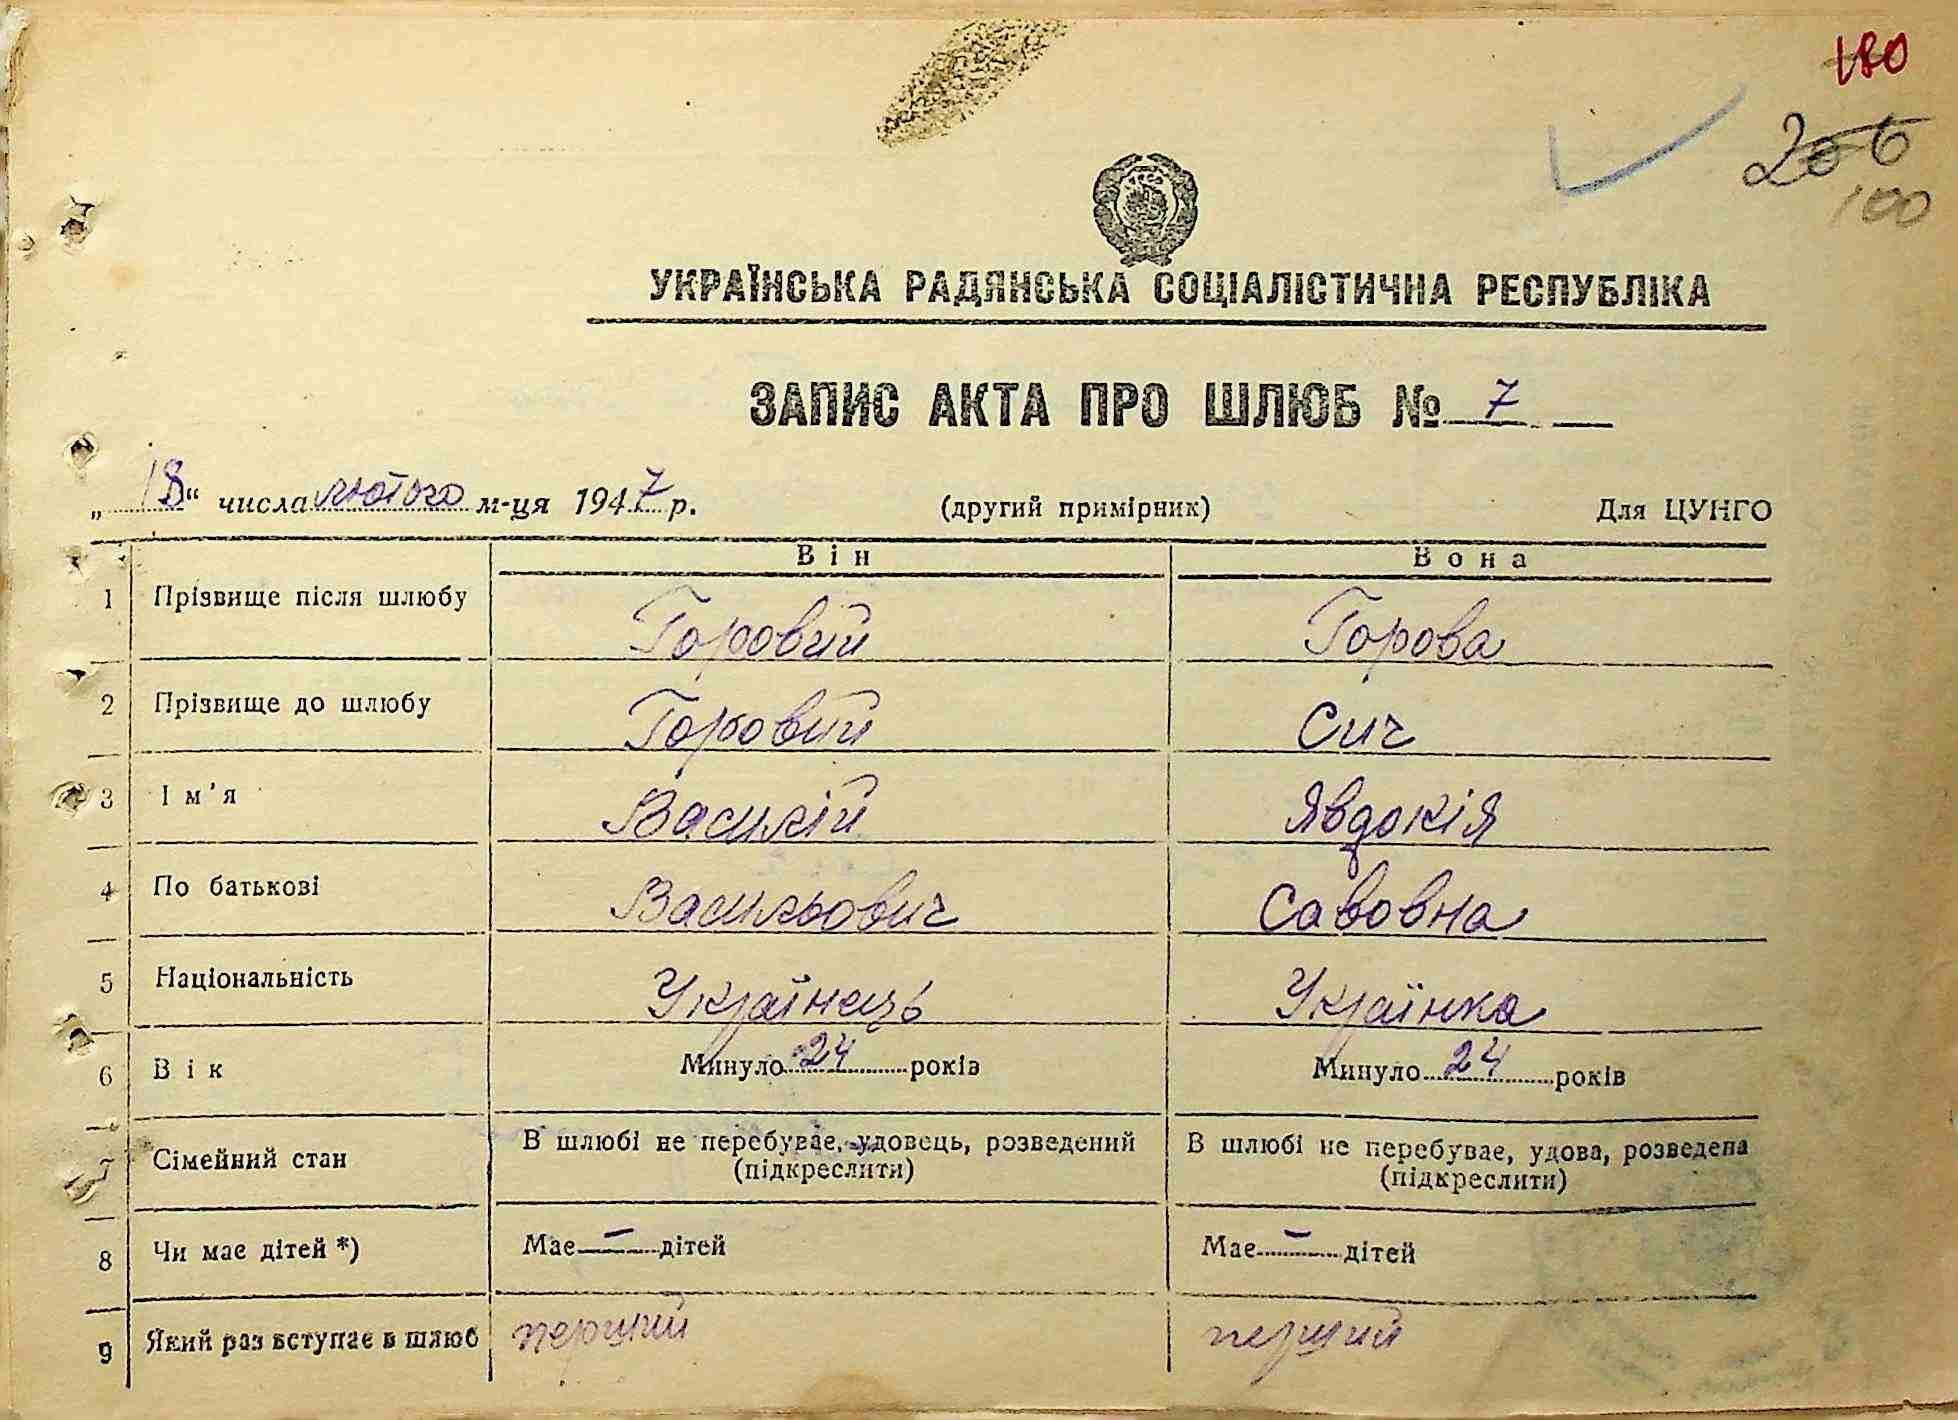 180
206
100
УКРАЇНСЬКА РАДЯНСЬКА СОЦІАЛІСТИЧНА РЕСПУБЛІКА
ЗАПИС АКТА ПРО ШЛЮБ № 7
„18“ числа лютого м-ця 1947 р. (другий примірник) Для ЦУНГО
Він Вона
1 Прізвище після шлюбу Горовий Горова
2 Прізвище до шлюбу Горовий Сич
3 Ім'я Василій Явдокія
4 По батькові Васильович Савовна
5 Національність Українець Українка
6 Вік Минуло 24 років Минуло 24 років
7 Сімейний стан В шлюбі не перебуває, удовець, розведений (підкреслити) В шлюбі не перебуває, удова, розведена (підкреслити)
8 Чи має дітей *) Має — дітей Має — дітей
9 Який раз вступає в шлюб перший перший